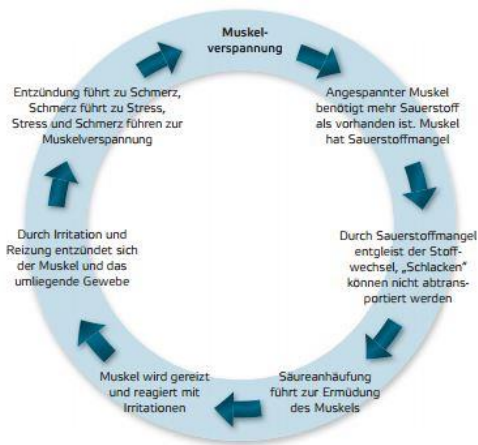 Muskel-
verspannung
Angespannter Muskel
benötigt mehr Sauerstoff
als vorhanden ist. Muskel
hat Sauerstoffmangel
Durch Sauerstoffmangel
entgleist der Stoff-
wechsel, „Schlacken“
können nicht abtrans-
portiert werden
Säureanhäufung
führt zur Ermüdung
des Muskels
Muskel wird gereizt
und reagiert mit
Irritationen
Durch Irritation und
Reizung entzündet sich
der Muskel und das
umliegende Gewebe
Entzündung führt zu Schmerz,
Schmerz führt zu Stress,
Stress und Schmerz führen zur
Muskelverspannung